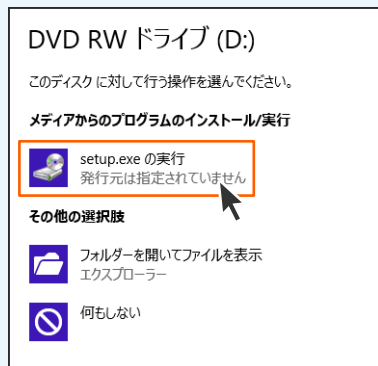 DVD RW ドライブ (D:)
このディスク に対して行う操作を選んでください。
メディアからのプログラムのインストール/実行
setup.exe の実行
発行元は指定されていません
その他の選択肢
フォルダーを開いてファイルを表示
エクスプローラー
何もしない